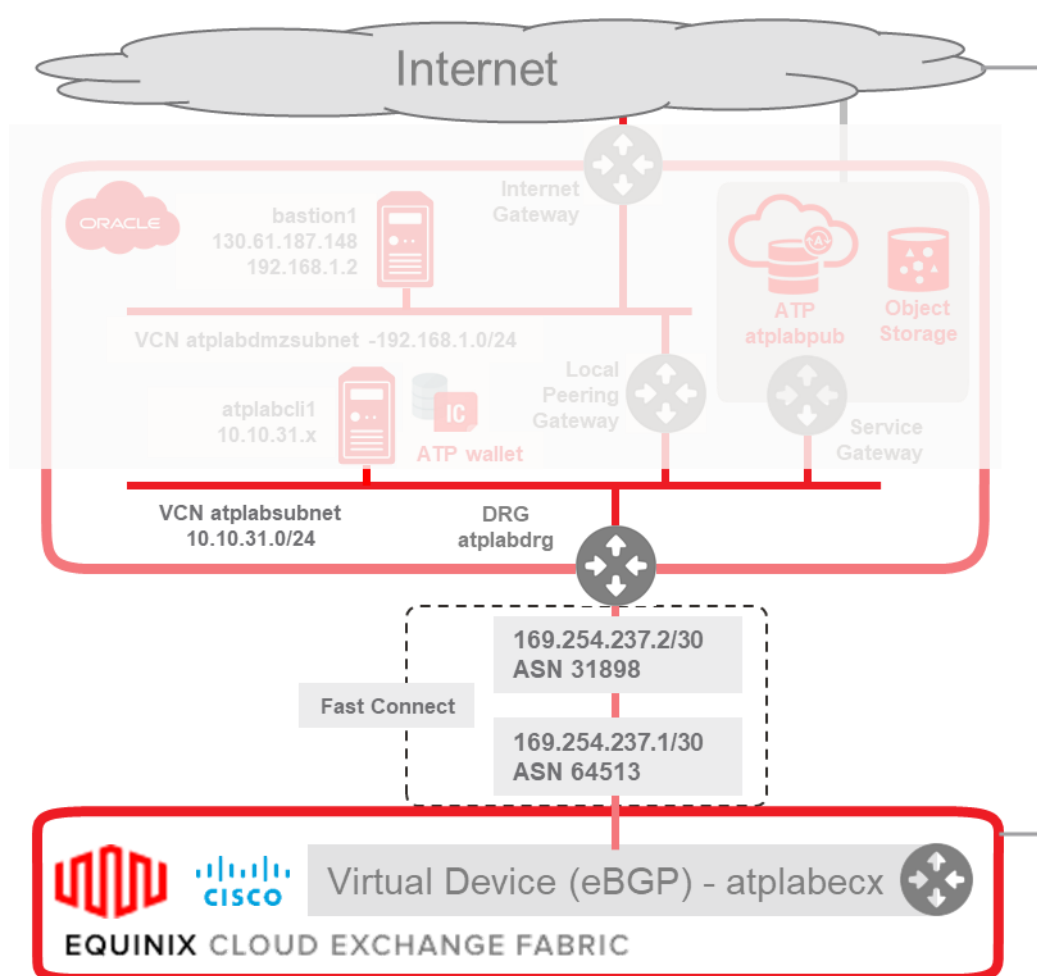 Internet
Internet
Gateway
ORACLE
bastion1
130.61.187.148
192.168.1.2
A
ATP
atplabpub
Object
Storage
VCN atplabdmzsubnet -192.168.1.0/24
Local
Peering
Gateway
atplabcli1
10.10.31.x
IC
ATP wallet
Service
Gateway
VCN atplabsubnet
10.10.31.0/24
DRG
atplabdrg
169.254.237.2/30
ASN 31898
Fast Connect
169.254.237.1/30
ASN 64513
CISCO
Virtual Device (eBGP) - atplabecx
EQUINIX CLOUD EXCHANGE FABRIC